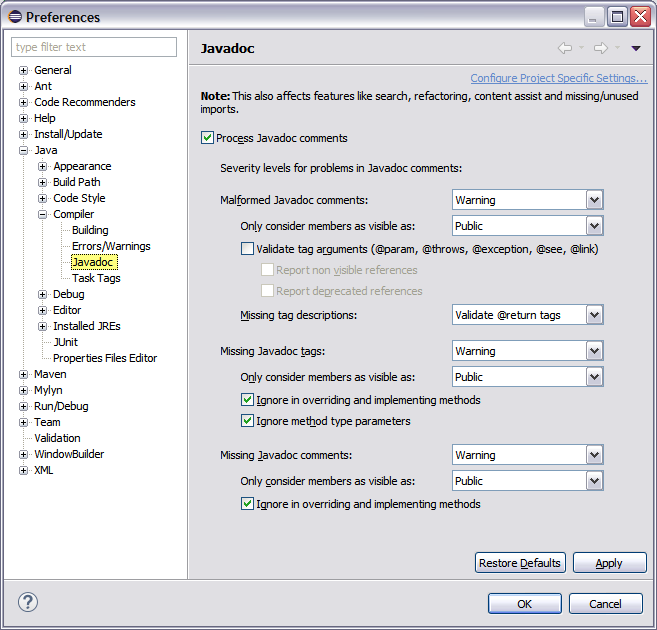 Preferences
type filter text
General
Ant
Code Recommenders
Help
Install/Update
Java
Appearance
Build Path
Code Style
Compiler
Building
Errors/Warnings
Javadoc
Task Tags
Debug
Editor
Installed JREs
JUnit
Properties Files Editor
Maven
Mylyn
Run/Debug
Team
Validation
WindowBuilder
XML
Javadoc
Configure Project Specific Settings...
Note: This also affects features like search, refactoring, content assist and missing/unused
imports.
Process Javadoc comments
Severity levels for problems in Javadoc comments:
Malformed Javadoc comments: Warning
Only consider members as visible as: Public
Validate tag arguments (@param, @throws, @exception, @see, @link)
Report non visible references
Report deprecated references
Missing tag descriptions: Validate @return tags
Missing Javadoc tags: Warning
Only consider members as visible as: Public
Ignore in overriding and implementing methods
Ignore method type parameters
Missing Javadoc comments: Warning
Only consider members as visible as: Public
Ignore in overriding and implementing methods
Restore Defaults Apply
? OK Cancel